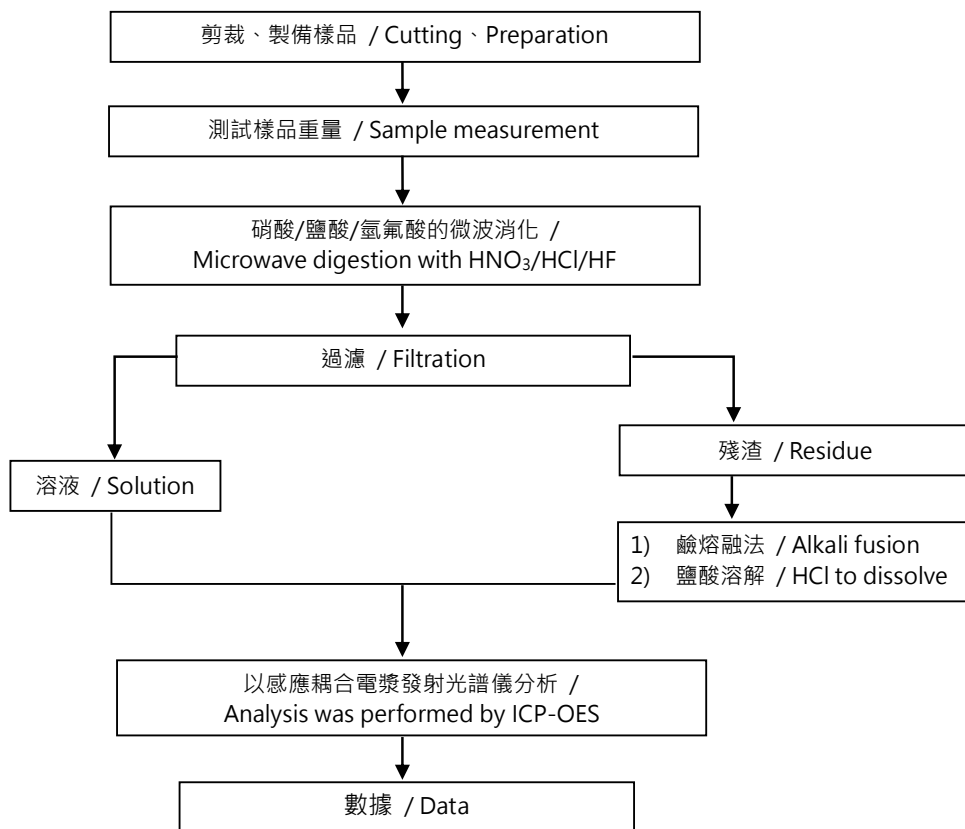 剪裁、製備樣品 / Cutting、Preparation
測試樣品重量 / Sample measurement
硝酸/鹽酸/氫氟酸的微波消化 /
Microwave digestion with HNO₃/HCl/HF
過濾 / Filtration
溶液 / Solution
殘渣 / Residue
1) 鹼熔融法 / Alkali fusion
2) 鹽酸溶解 / HCl to dissolve
以感應耦合電漿發射光譜儀分析 /
Analysis was performed by ICP-OES
數據 / Data